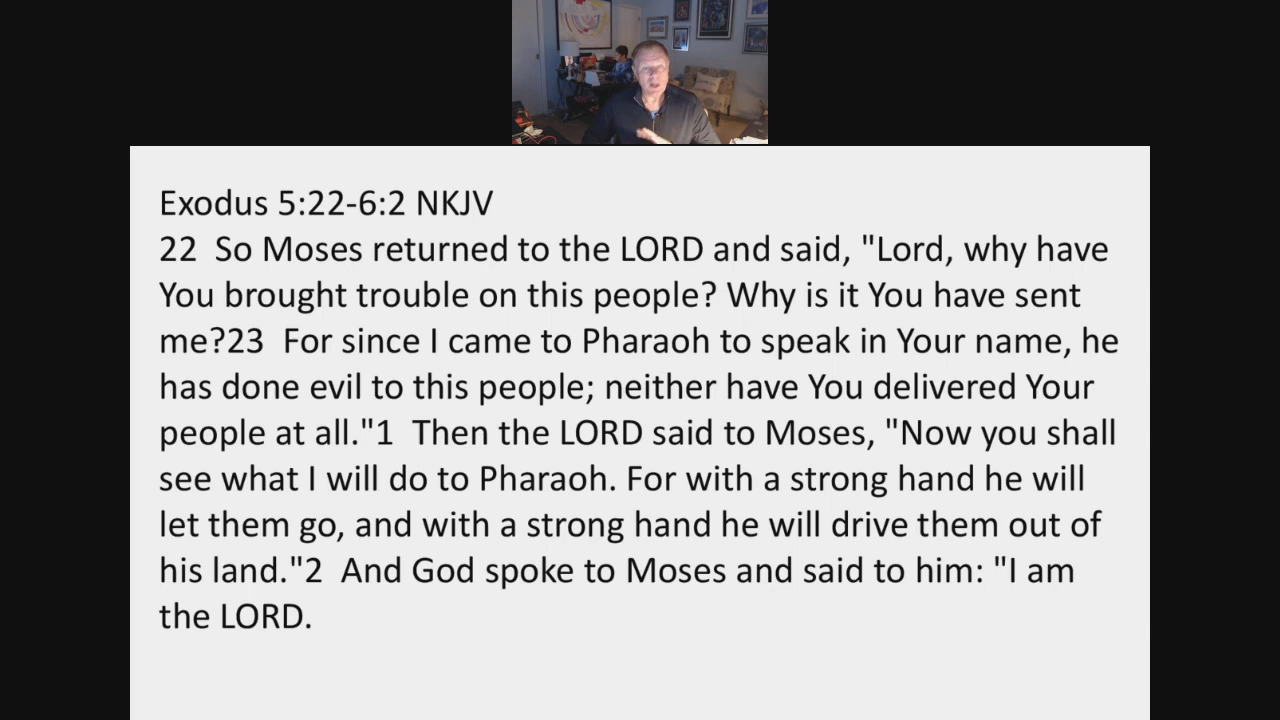 Exodus 5:22-6:2 NKJV
22  So Moses returned to the LORD and said, "Lord, why have
You brought trouble on this people? Why is it You have sent
me?23  For since I came to Pharaoh to speak in Your name, he
has done evil to this people; neither have You delivered Your
people at all."1  Then the LORD said to Moses, "Now you shall
see what I will do to Pharaoh. For with a strong hand he will
let them go, and with a strong hand he will drive them out of
his land."2  And God spoke to Moses and said to him: "I am
the LORD.